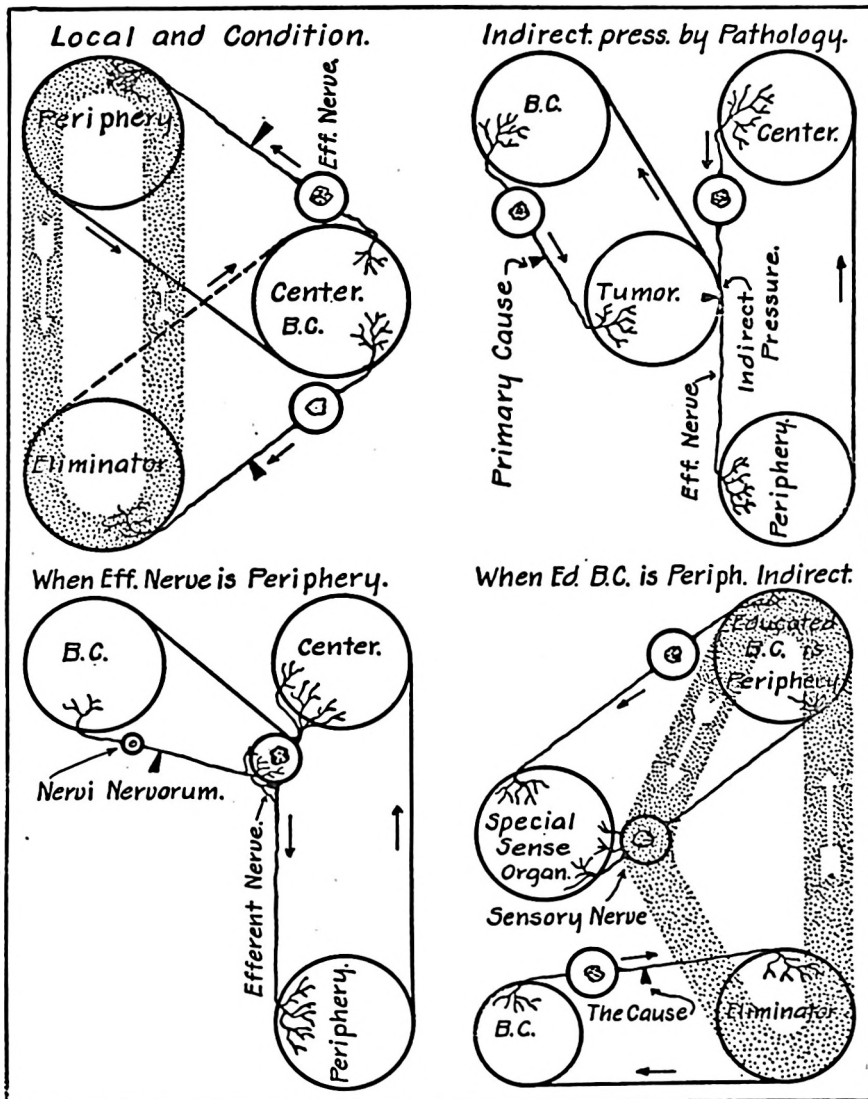 Local and Condition.
Periphery
Eff. Nerve.
Center.
B.C.
Eliminator
Indirect. press. by Pathology.
B.C.
Center.
Primary Cause
Tumor.
Indirect
Pressure.
Eff. Nerve
Periphery.
When Eff. Nerve is Periphery.
B.C.
Center.
Nervi Nervorum.
Efferent Nerve.
Periphery.
When Ed. B.C. is Periph. Indirect.
Educated
B.C. is
Periphery
Special
Sense
Organ.
Sensory Nerve
B.C.
The Cause
Eliminator